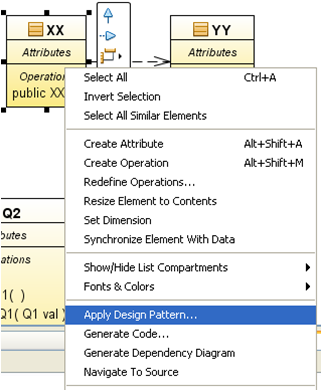 XX
YY
Attributes
Attributes
Operatio
public XX
Select All Ctrl+A
Invert Selection
Select All Similar Elements
Create Attribute Alt+Shift+A
Create Operation Alt+Shift+M
Redefine Operations...
Resize Element to Contents
Set Dimension
Synchronize Element With Data
Show/Hide List Compartments
Fonts & Colors
Apply Design Pattern...
Generate Code...
Generate Dependency Diagram
Navigate To Source
Q2
butes
ations
1( )
Q1( Q1 val )